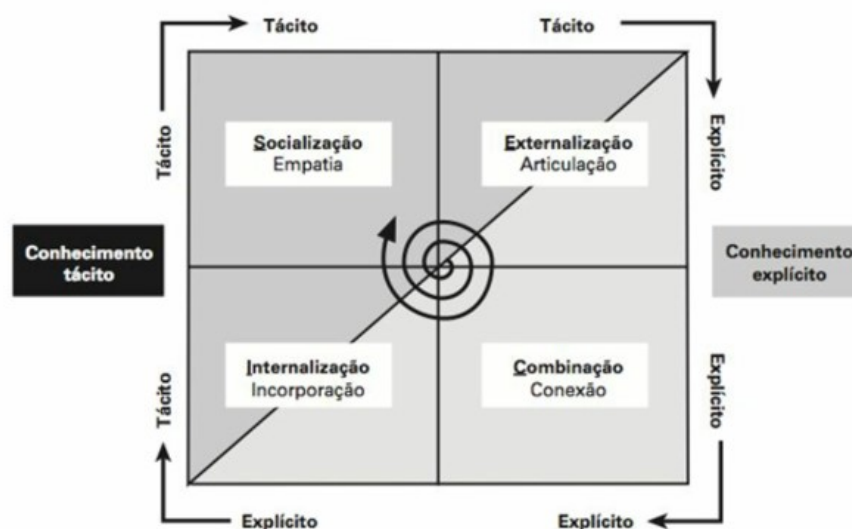 Tácito
Tácito
Tácito
Explícito
Socialização
Empatia
Externalização
Articulação
Conhecimento
tácito
Conhecimento
explícito
Internalização
Incorporação
Combinação
Conexão
Tácito
Explícito
Explícito
Explícito